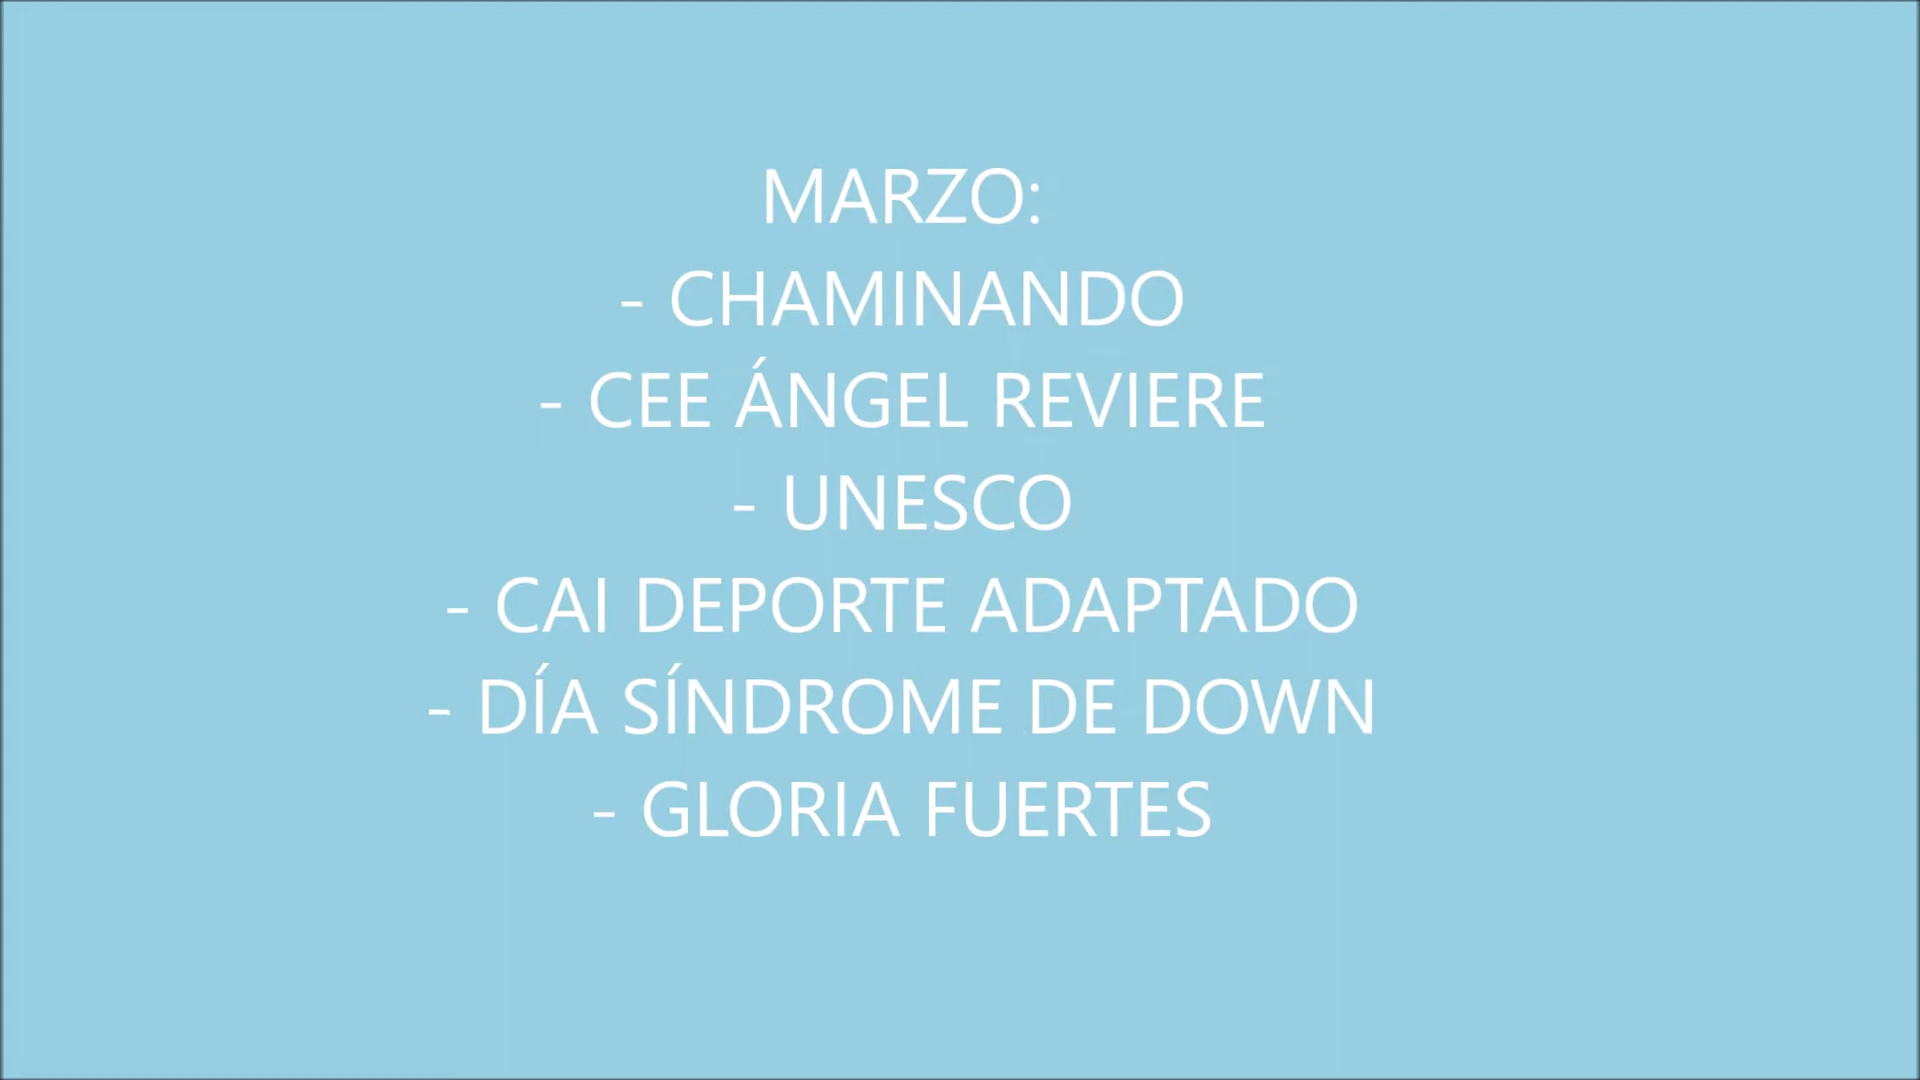 MARZO:
- CHAMINANDO
- CEE ÁNGEL REVIERE
- UNESCO
- CAI DEPORTE ADAPTADO
- DÍA SÍNDROME DE DOWN
- GLORIA FUERTES